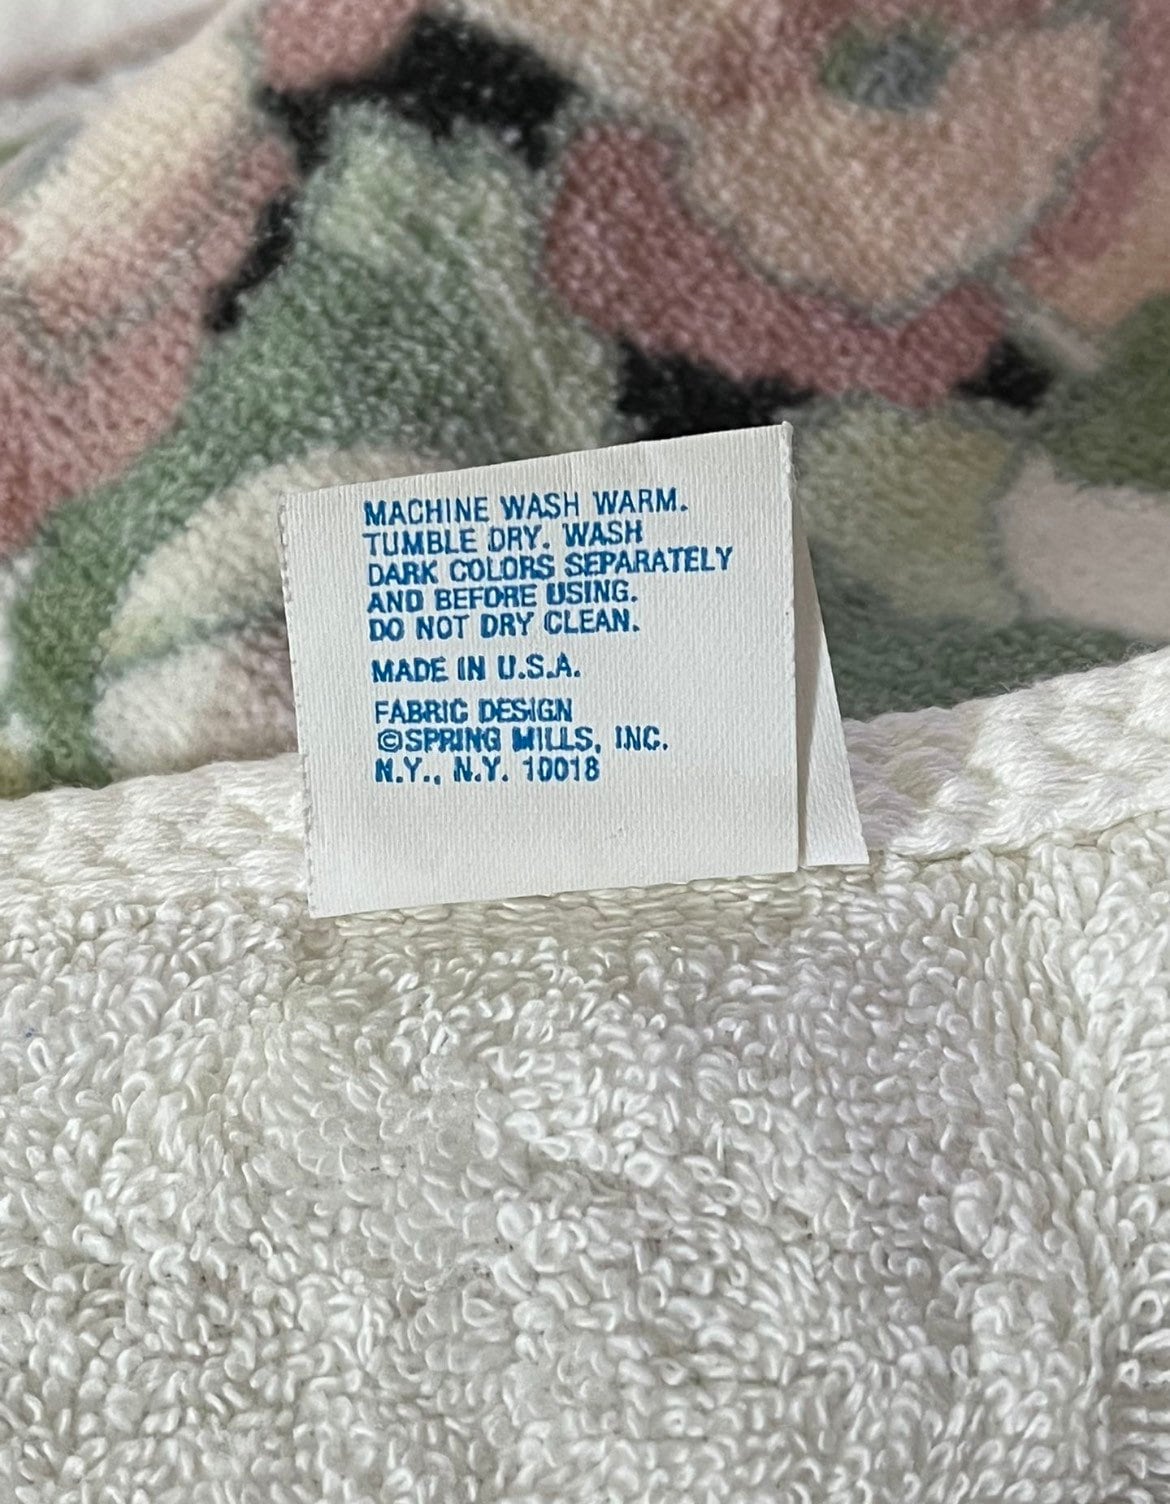 MACHINE WASH WARM.
TUMBLE DRY. WASH
DARK COLORS SEPARATELY
AND BEFORE USING.
DO NOT DRY CLEAN.
MADE IN U.S.A.
FABRIC DESIGN
©SPRING MILLS, INC.
N.Y., N.Y. 10018